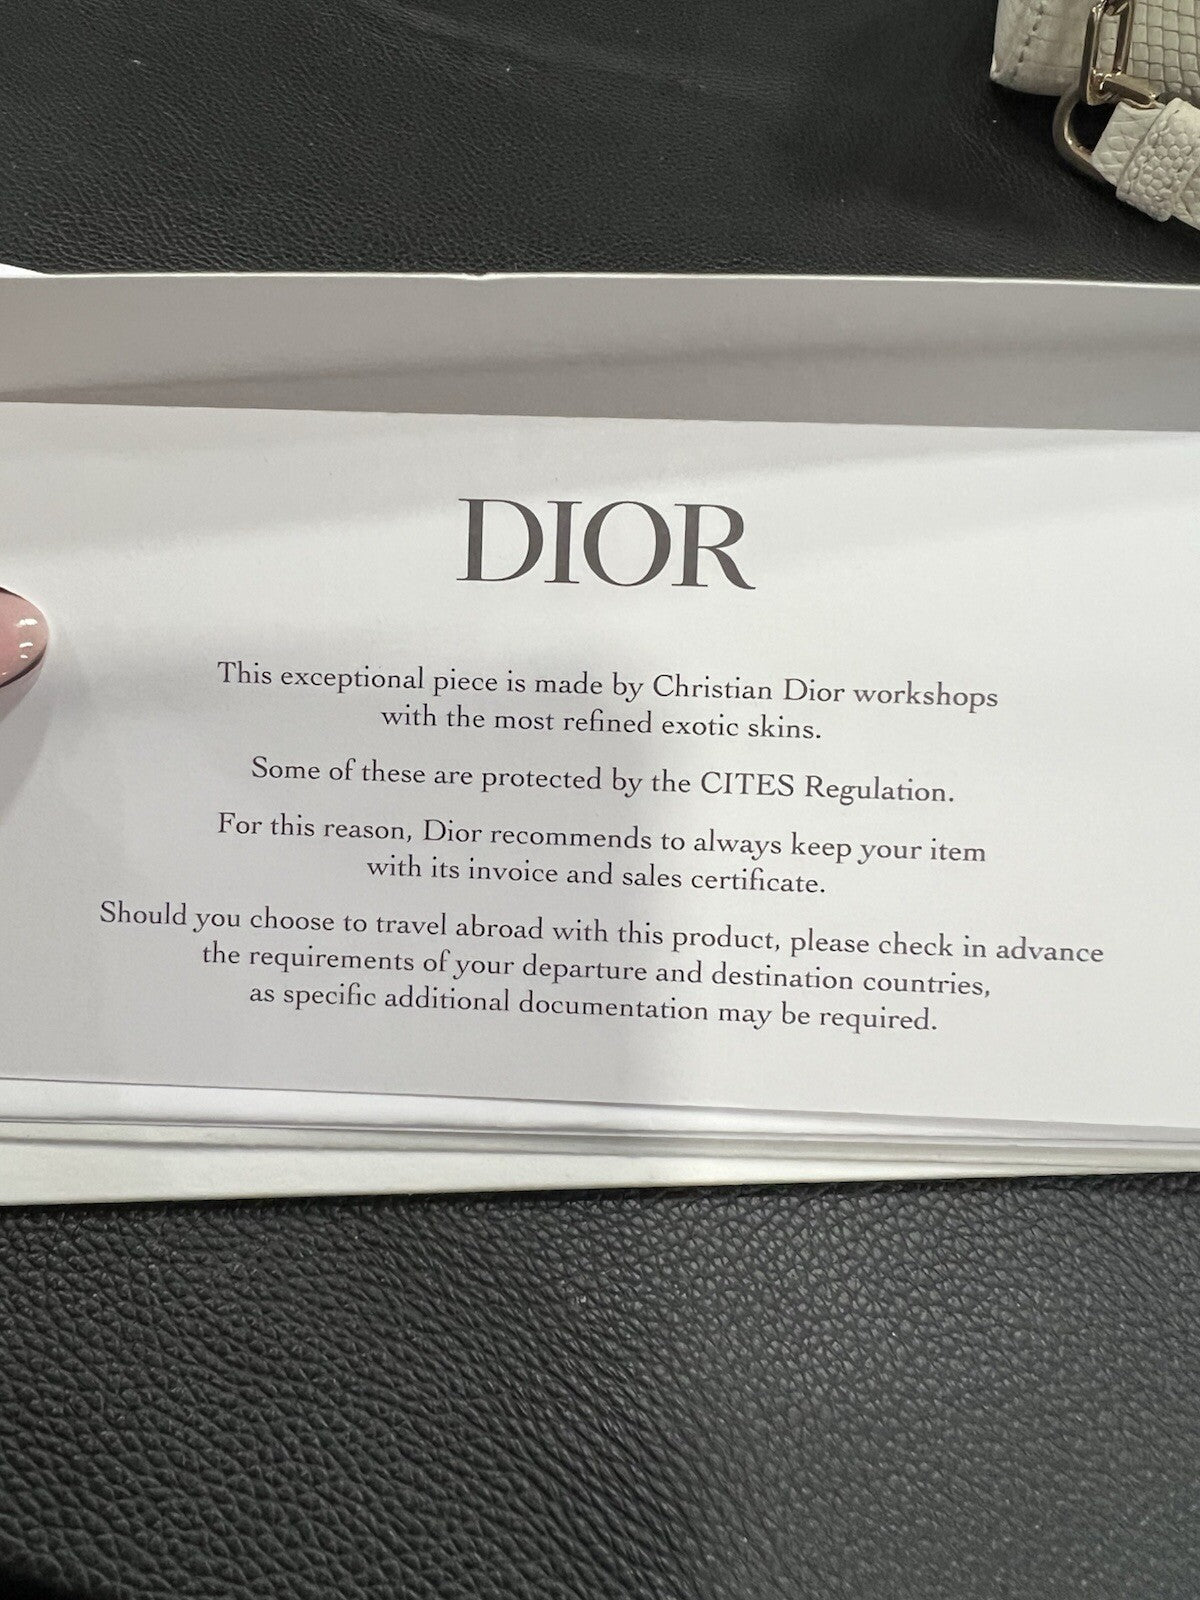 DIOR
This exceptional piece is made by Christian Dior workshops
with the most refined exotic skins.
Some of these are protected by the CITES Regulation.
For this reason, Dior recommends to always keep your item
with its invoice and sales certificate.
Should you choose to travel abroad with this product, please check in advance
the requirements of your departure and destination countries,
as specific additional documentation may be required.